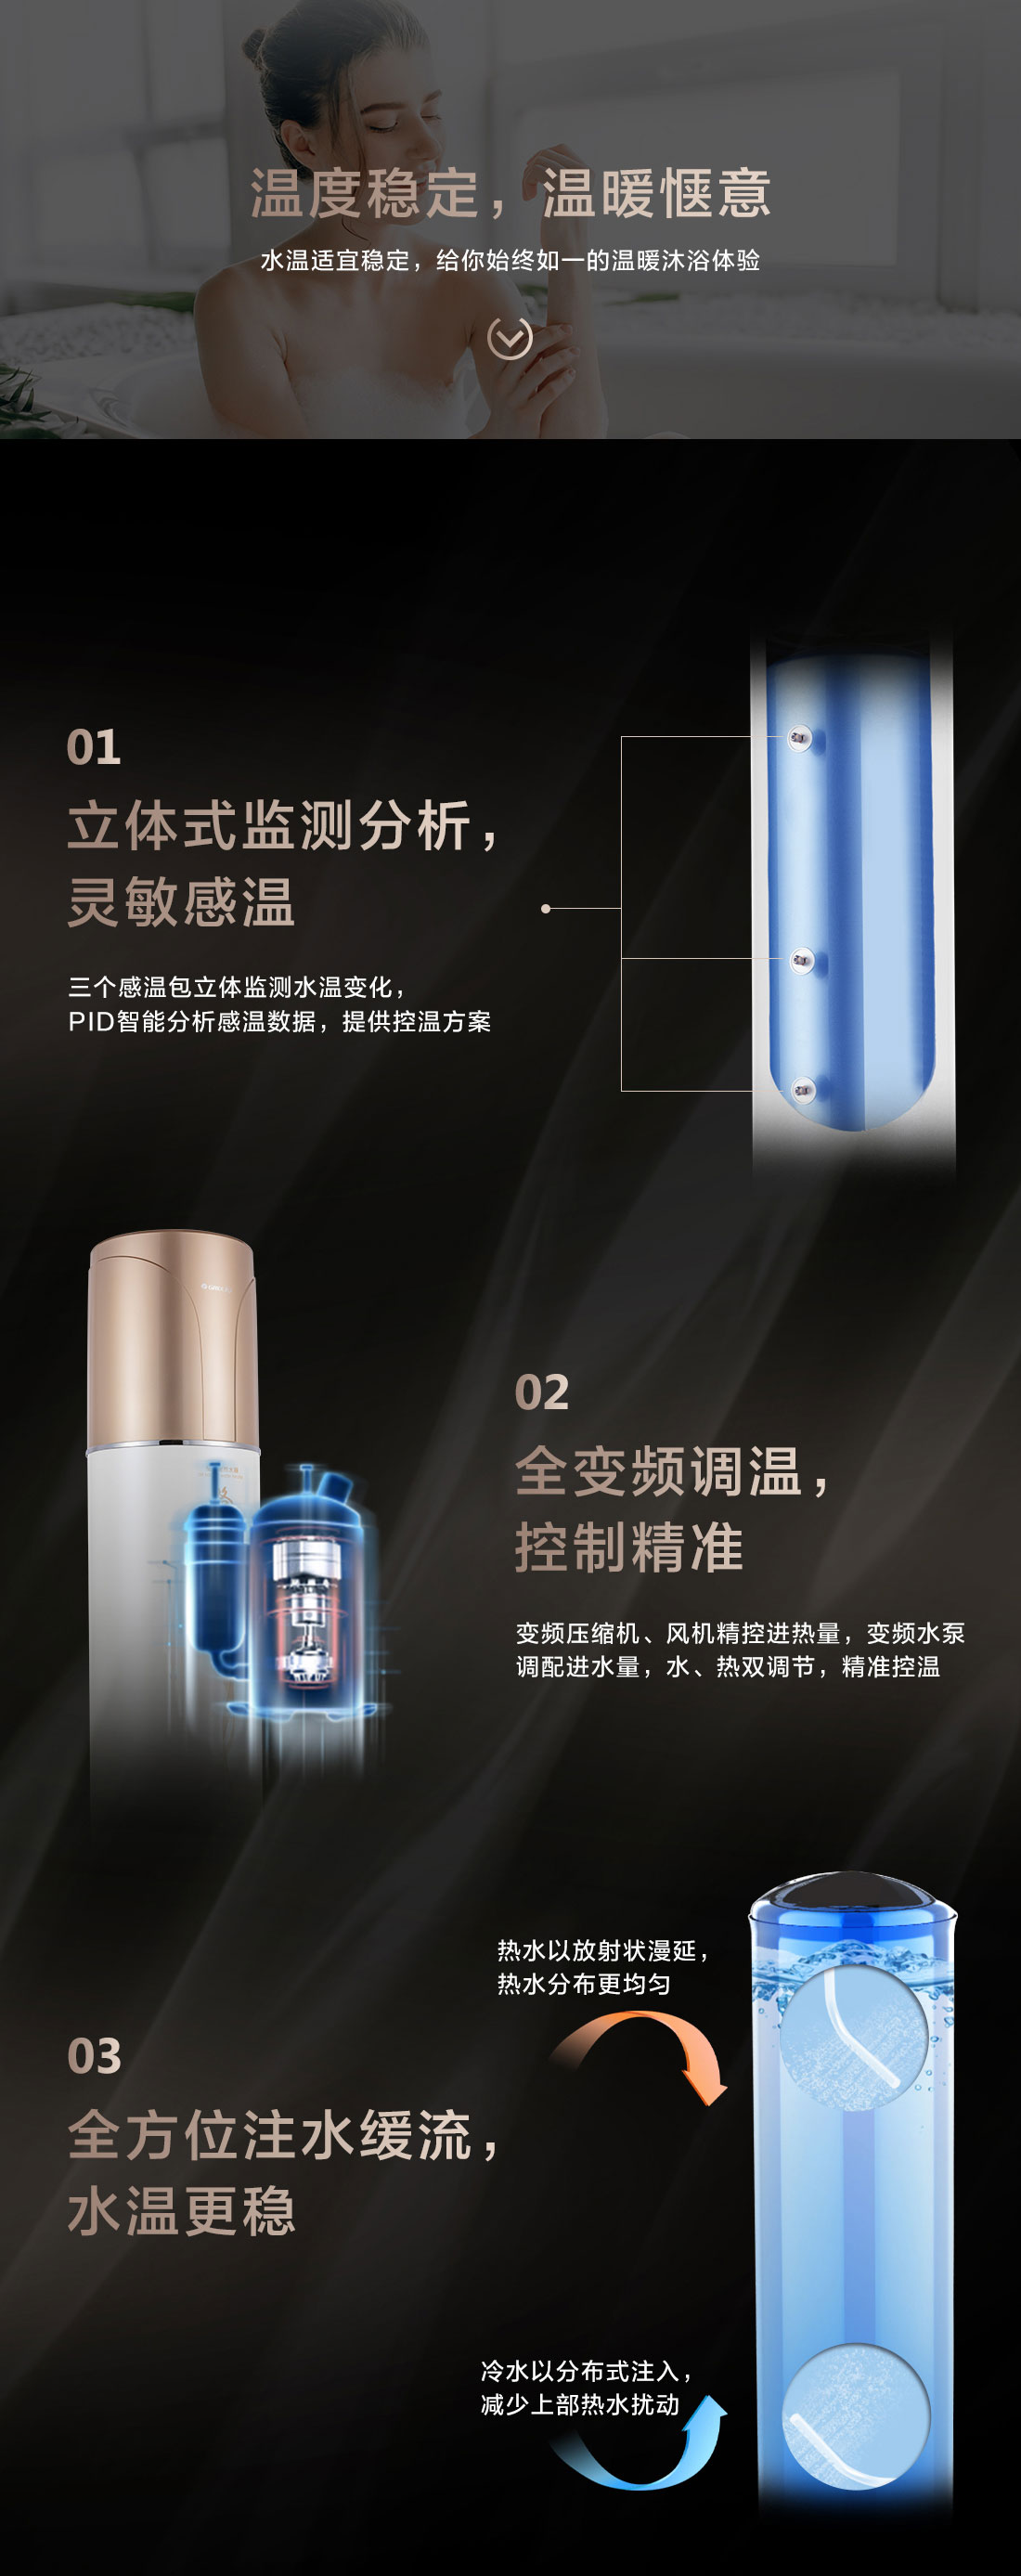 温度稳定，温暖惬意
水温适宜稳定，给你始终如一的温暖沐浴体验
01
立体式监测分析，
灵敏感温
三个感温包立体监测水温变化，
PID智能分析感温数据，提供控温方案
02
全变频调温，
控制精准
变频压缩机、风机精控进热量，变频水泵
调配进水量，水、热双调节，精准控温
热水以放射状漫延，
热水分布更均匀
03
全方位注水缓流，
水温更稳
冷水以分布式注入，
减少上部热水扰动